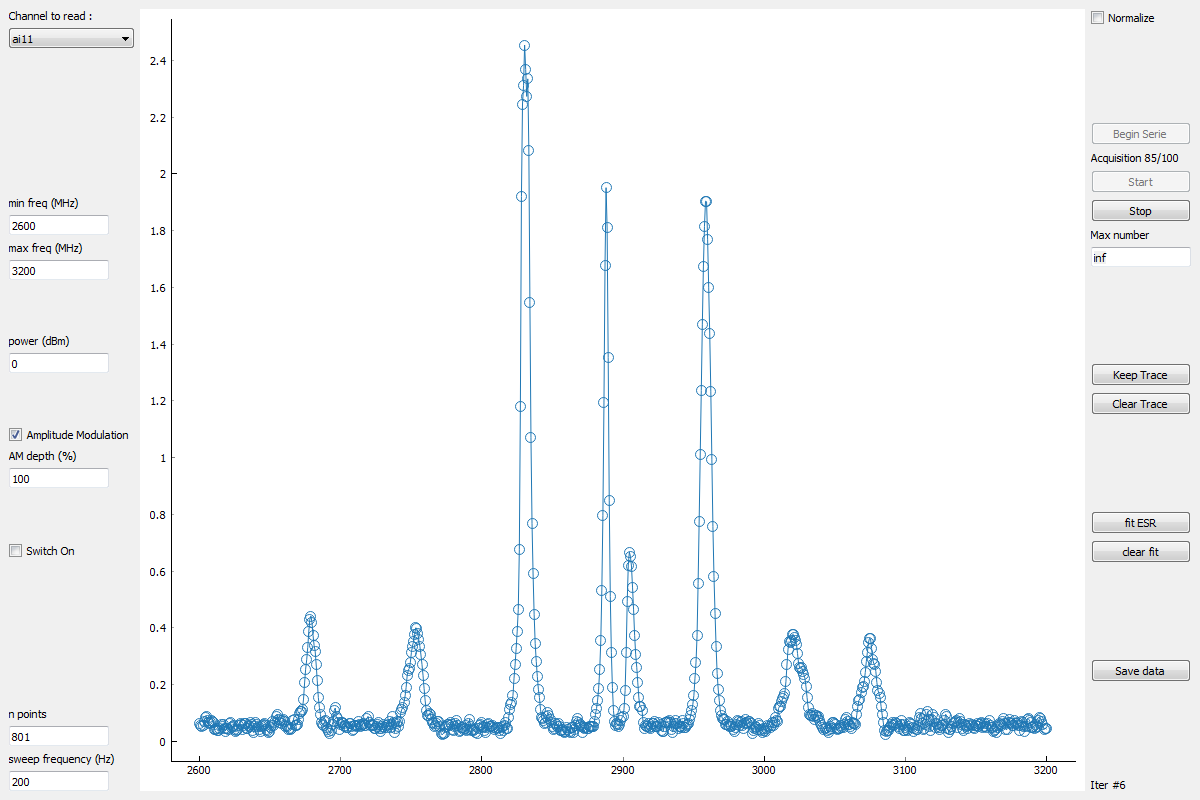 Channel to read :
ai11
min freq (MHz)
2600
max freq (MHz)
3200
power (dBm)
0
Amplitude Modulation
AM depth (%)
100
Switch On
n points
801
sweep frequency (Hz)
200
2.4
2.2
2
1.8
1.6
1.4
1.2
1
0.8
0.6
0.4
0.2
0
2600 2700 2800 2900 3000 3100 3200
Normalize
Begin Serie
Acquisition 85/100
Start
Stop
Max number
inf
Keep Trace
Clear Trace
fit ESR
clear fit
Save data
Iter #6